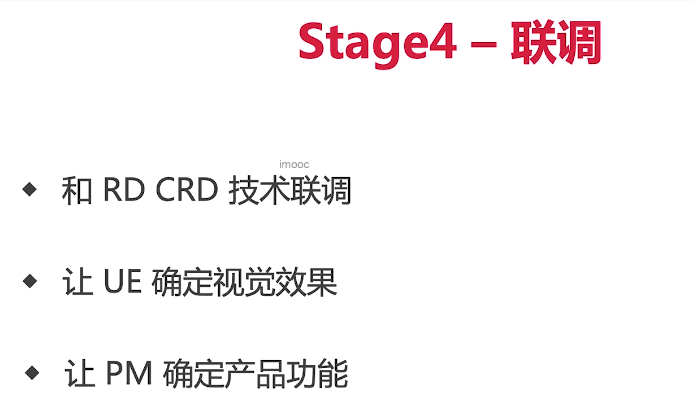 Stage4 – 联调
imooc
◆ 和 RD CRD 技术联调
◆ 让 UE 确定视觉效果
◆ 让 PM 确定产品功能